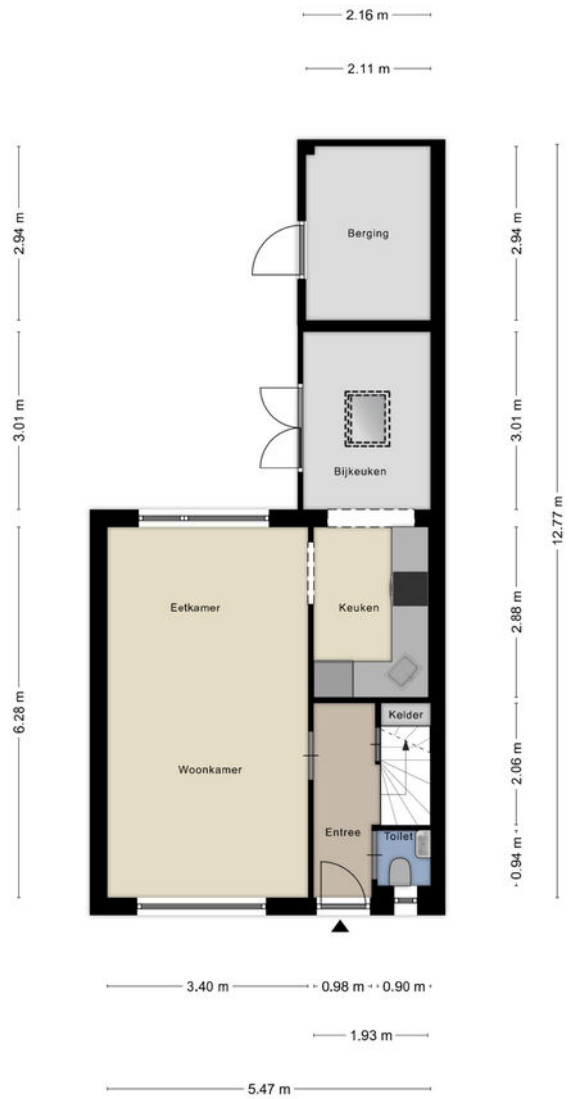 2.16 m
2.11 m
2.94 m
2.94 m
Berging
3.01 m
3.01 m
Bijkeuken
12.77 m
Eetkamer
Keuken
2.88 m
6.28 m
Kelder
Woonkamer
2.06 m
Entree
Toilet
0.94 m
3.40 m
0.98 m
0.90 m
1.93 m
5.47 m